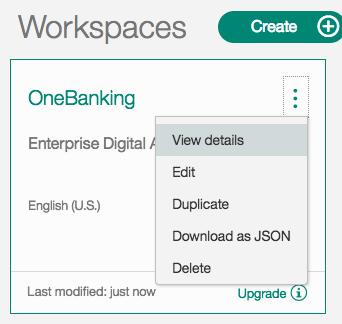 Workspaces
Create
OneBanking
View details
Enterprise Digital
Edit
English (U.S.)
Duplicate
Download as JSON
Delete
Last modified: just now
Upgrade